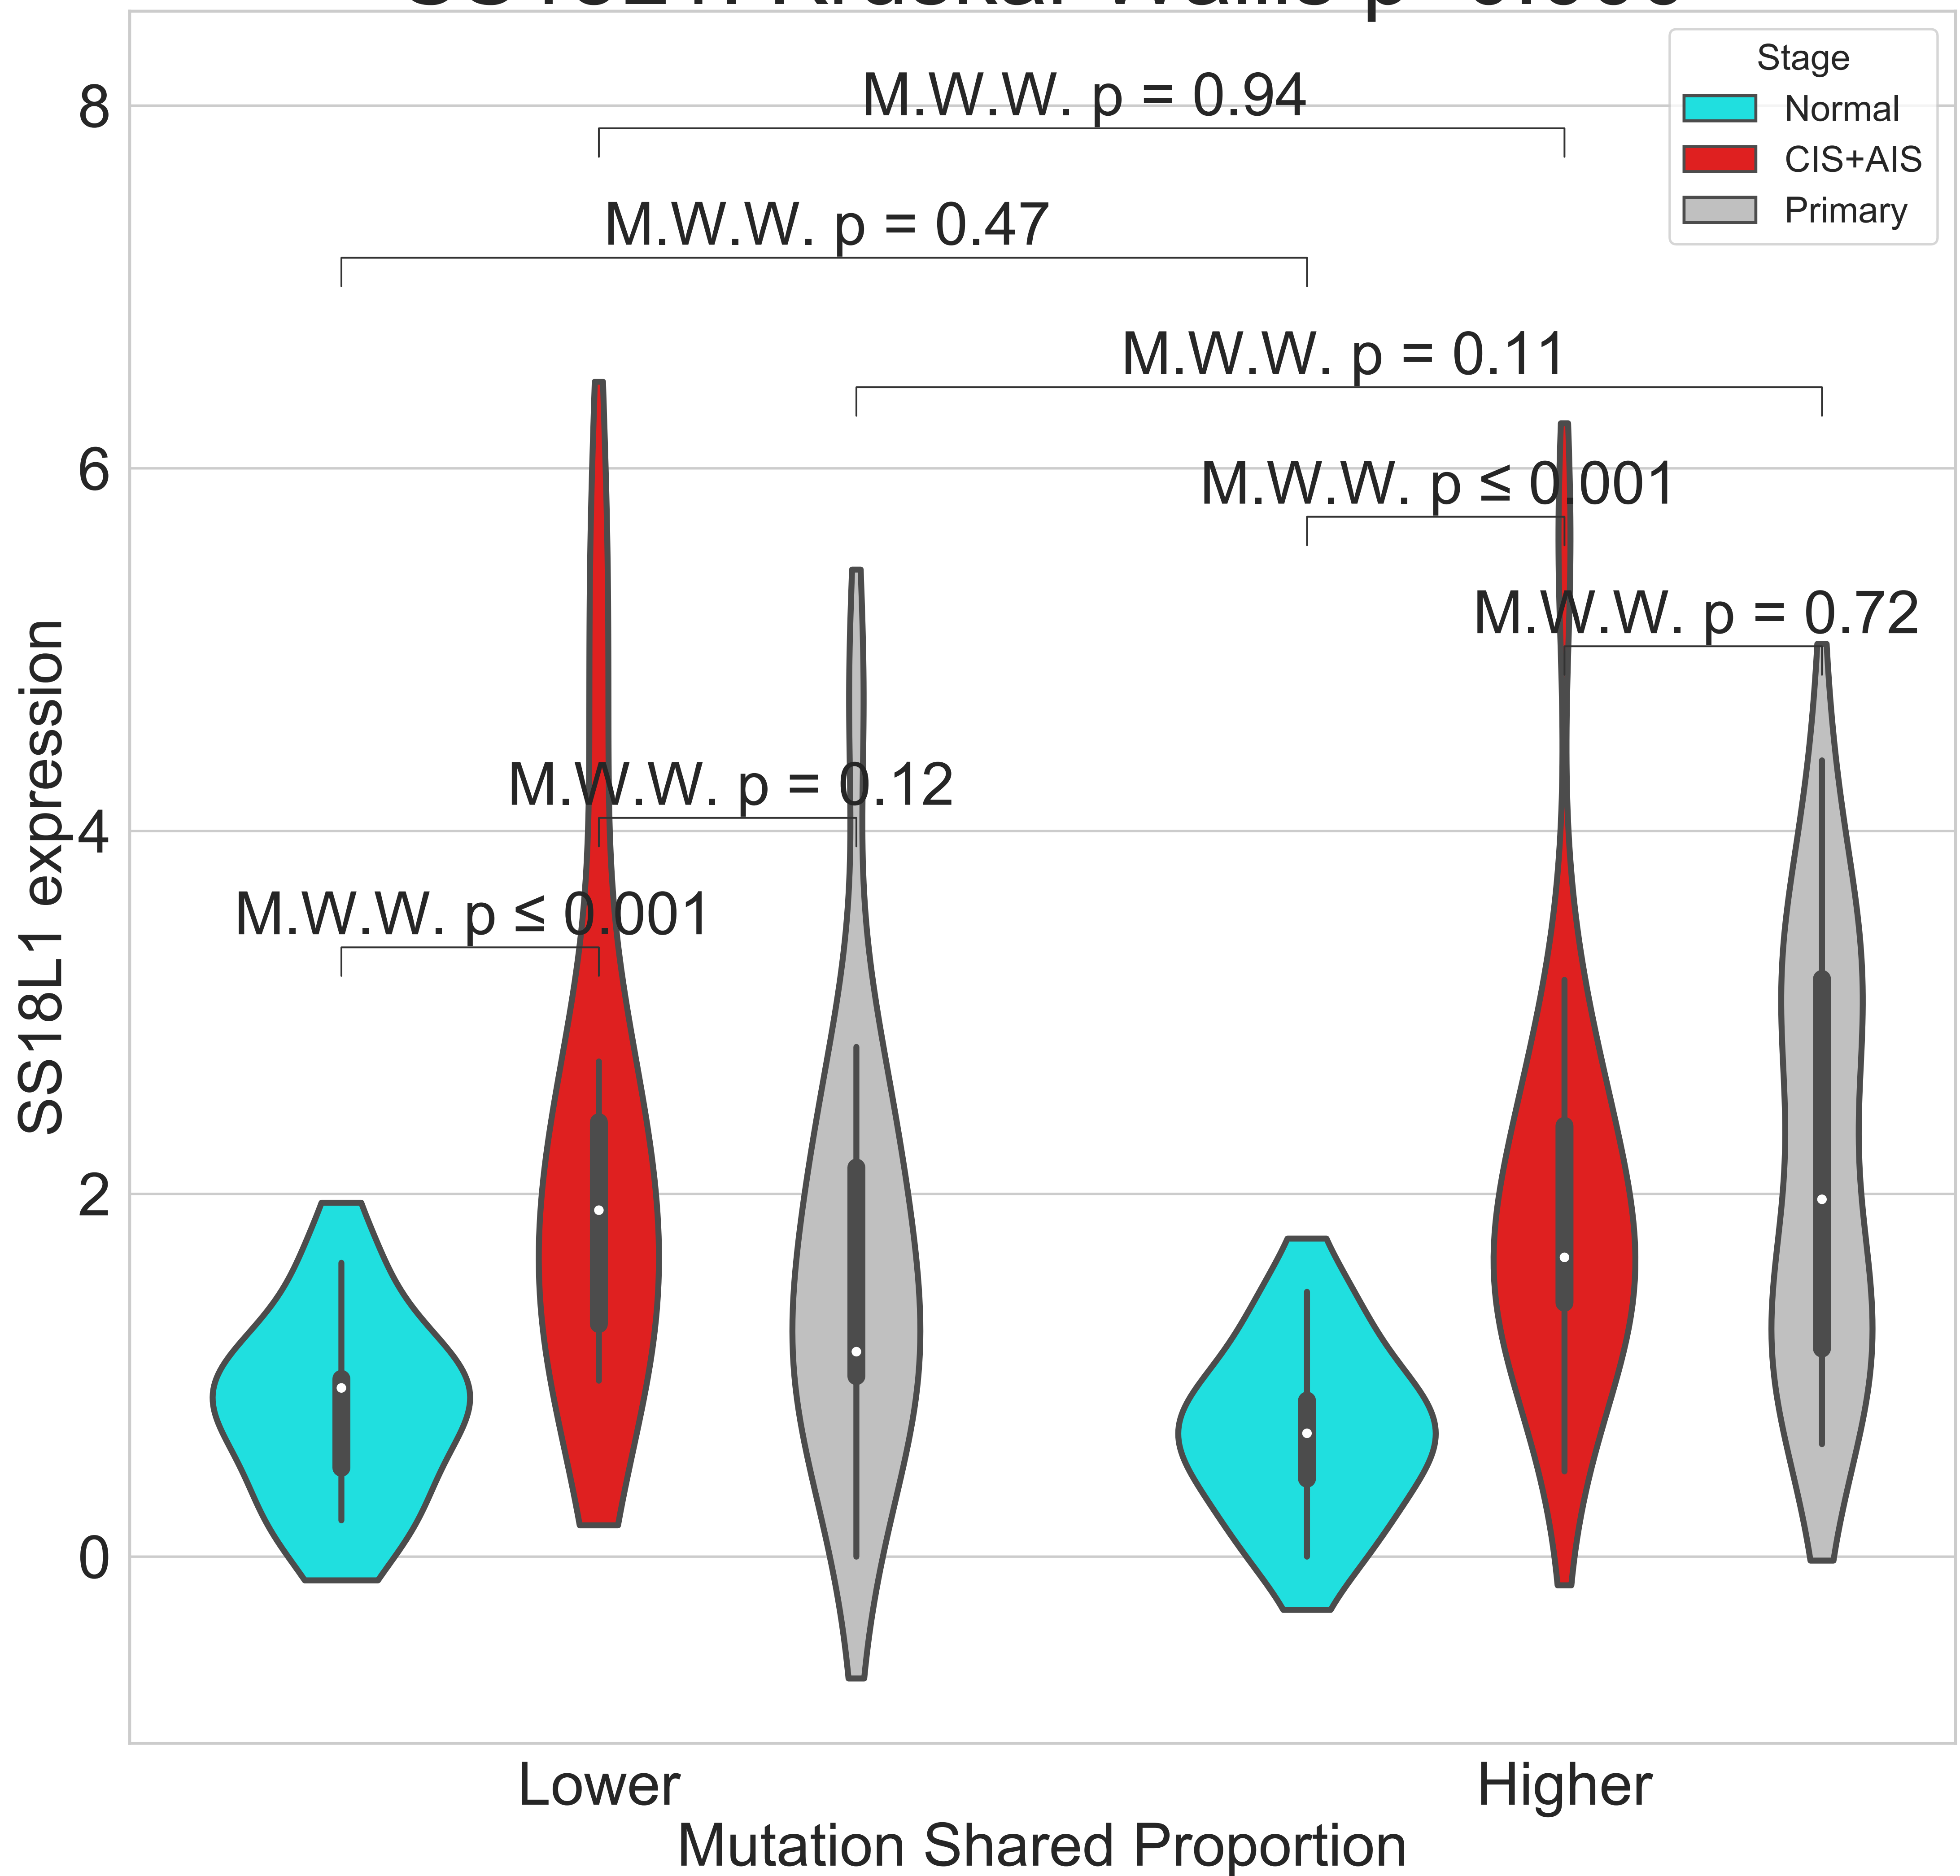 Stage
Normal
CIS+AIS
Primary
M.W.W. p = 0.94
M.W.W. p = 0.47
M.W.W. p = 0.11
M.W.W. p ≤ 0.001
M.W.W. p = 0.72
M.W.W. p = 0.12
M.W.W. p ≤ 0.001
8
6
4
2
0
SS18L1 expression
Lower
Higher
Mutation Shared Proportion